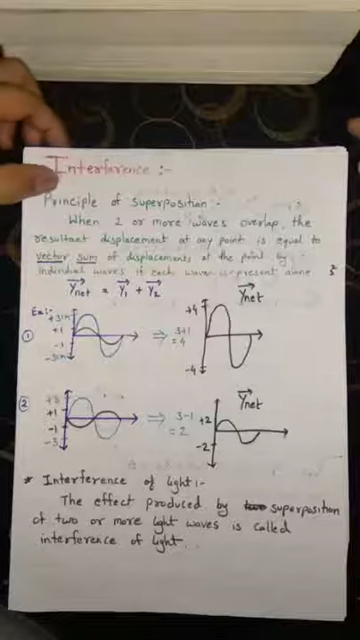 Interference :-
Principle of superposition :-
When 2 or more waves overlap, the
resultant displacement at any point is equal to
vector sum of displacements at the point by
individual waves if each wave is present alone
Ynet = Y1 + Y2
Ex:-
1
+3
+1
-1
-3
⇒ 3+1
= 4
Ynet
+4
-4
2
+3
+1
-1
-3
⇒ 3-1
= 2
Ynet
+2
-2
* Interference of light :-
The effect produced by superposition
of two or more light waves is called
interference of light.